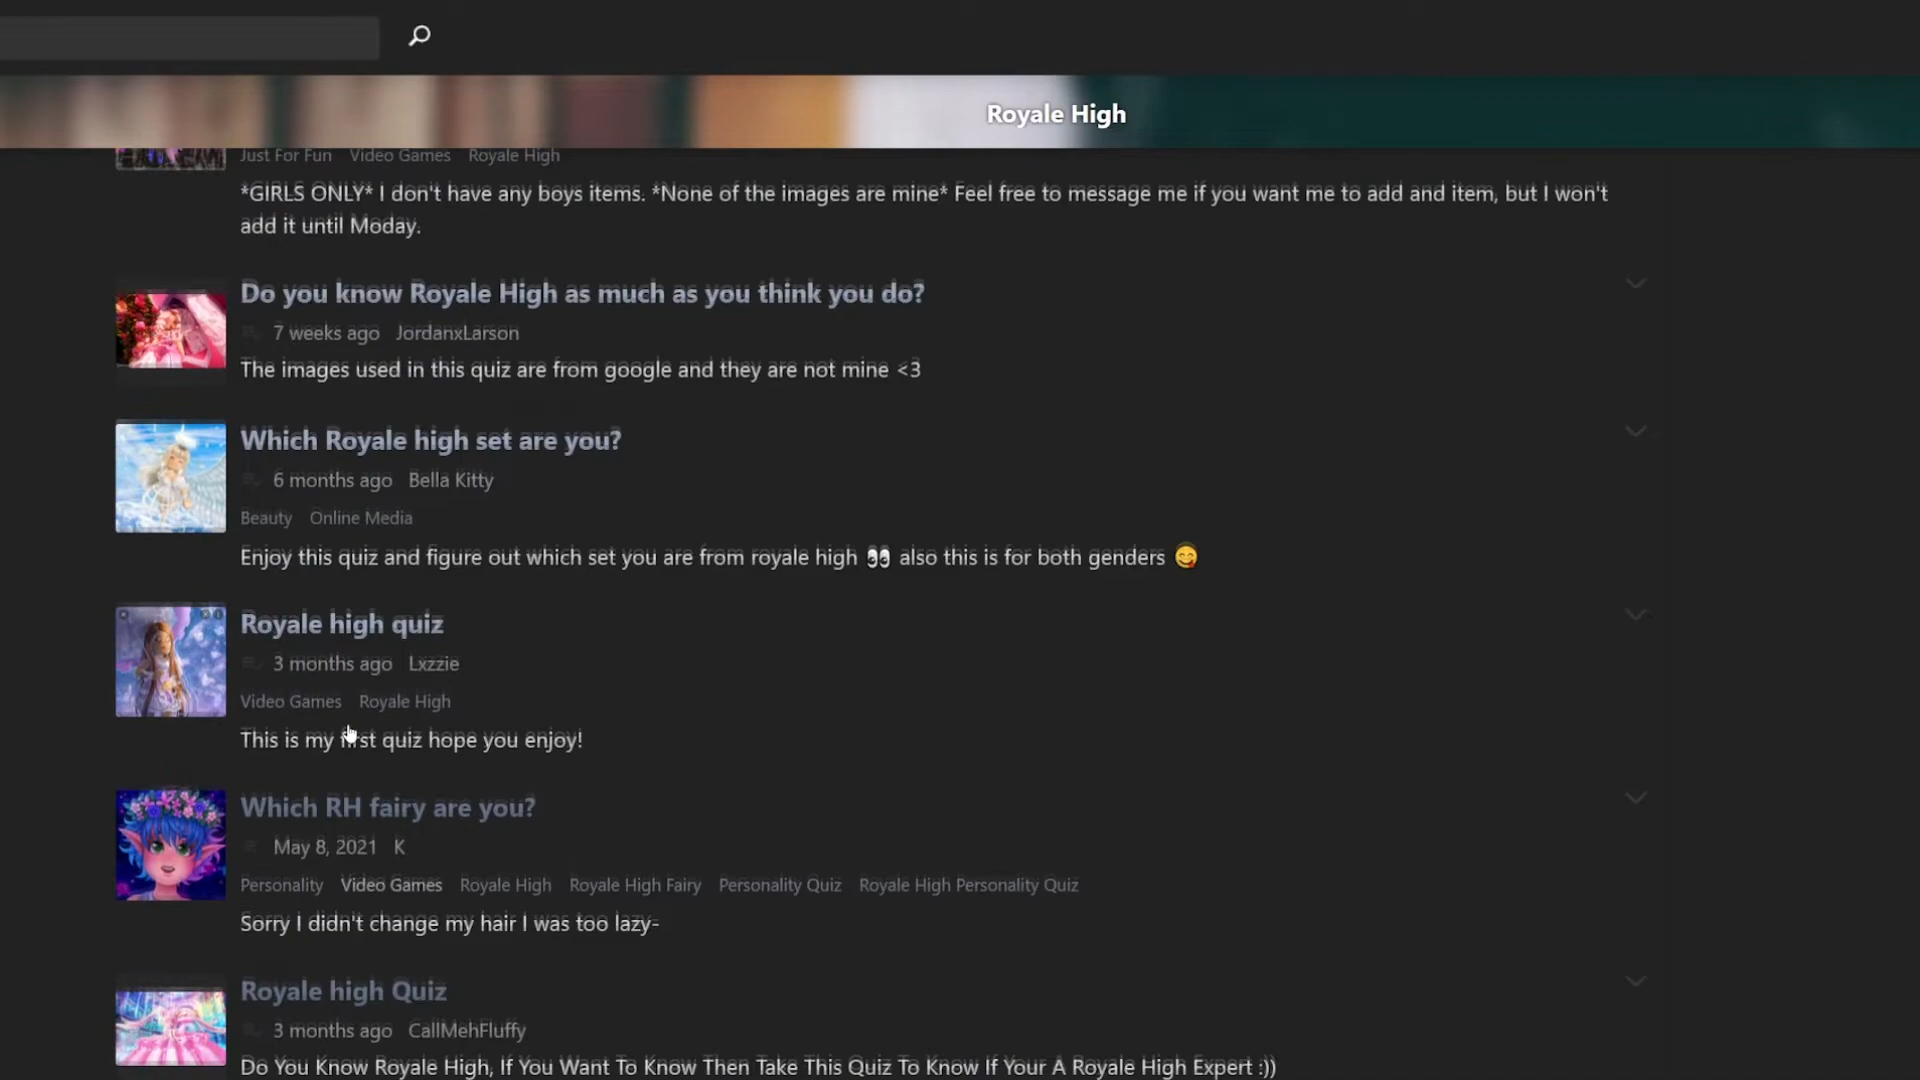 Royale High
Just For Fun Video Games Royale High
*GIRLS ONLY* I don't have any boys items. *None of the images are mine* Feel free to message me if you want me to add and item, but I won't
add it until Moday.
Do you know Royale High as much as you think you do?
7 weeks ago JordanxLarson
The images used in this quiz are from google and they are not mine <3
Which Royale high set are you?
6 months ago Bella Kitty
Beauty Online Media
Enjoy this quiz and figure out which set you are from royale high 👀 also this is for both genders 😋
Royale high quiz
3 months ago Lxzzie
Video Games Royale High
This is my first quiz hope you enjoy!
Which RH fairy are you?
May 8, 2021 K
Personality Video Games Royale High Royale High Fairy Personality Quiz Royale High Personality Quiz
Sorry I didn't change my hair I was too lazy-
Royale high Quiz
3 months ago CallMehFluffy
Do You Know Royale High, If You Want To Know Then Take This Quiz To Know If Your A Royale High Expert :))